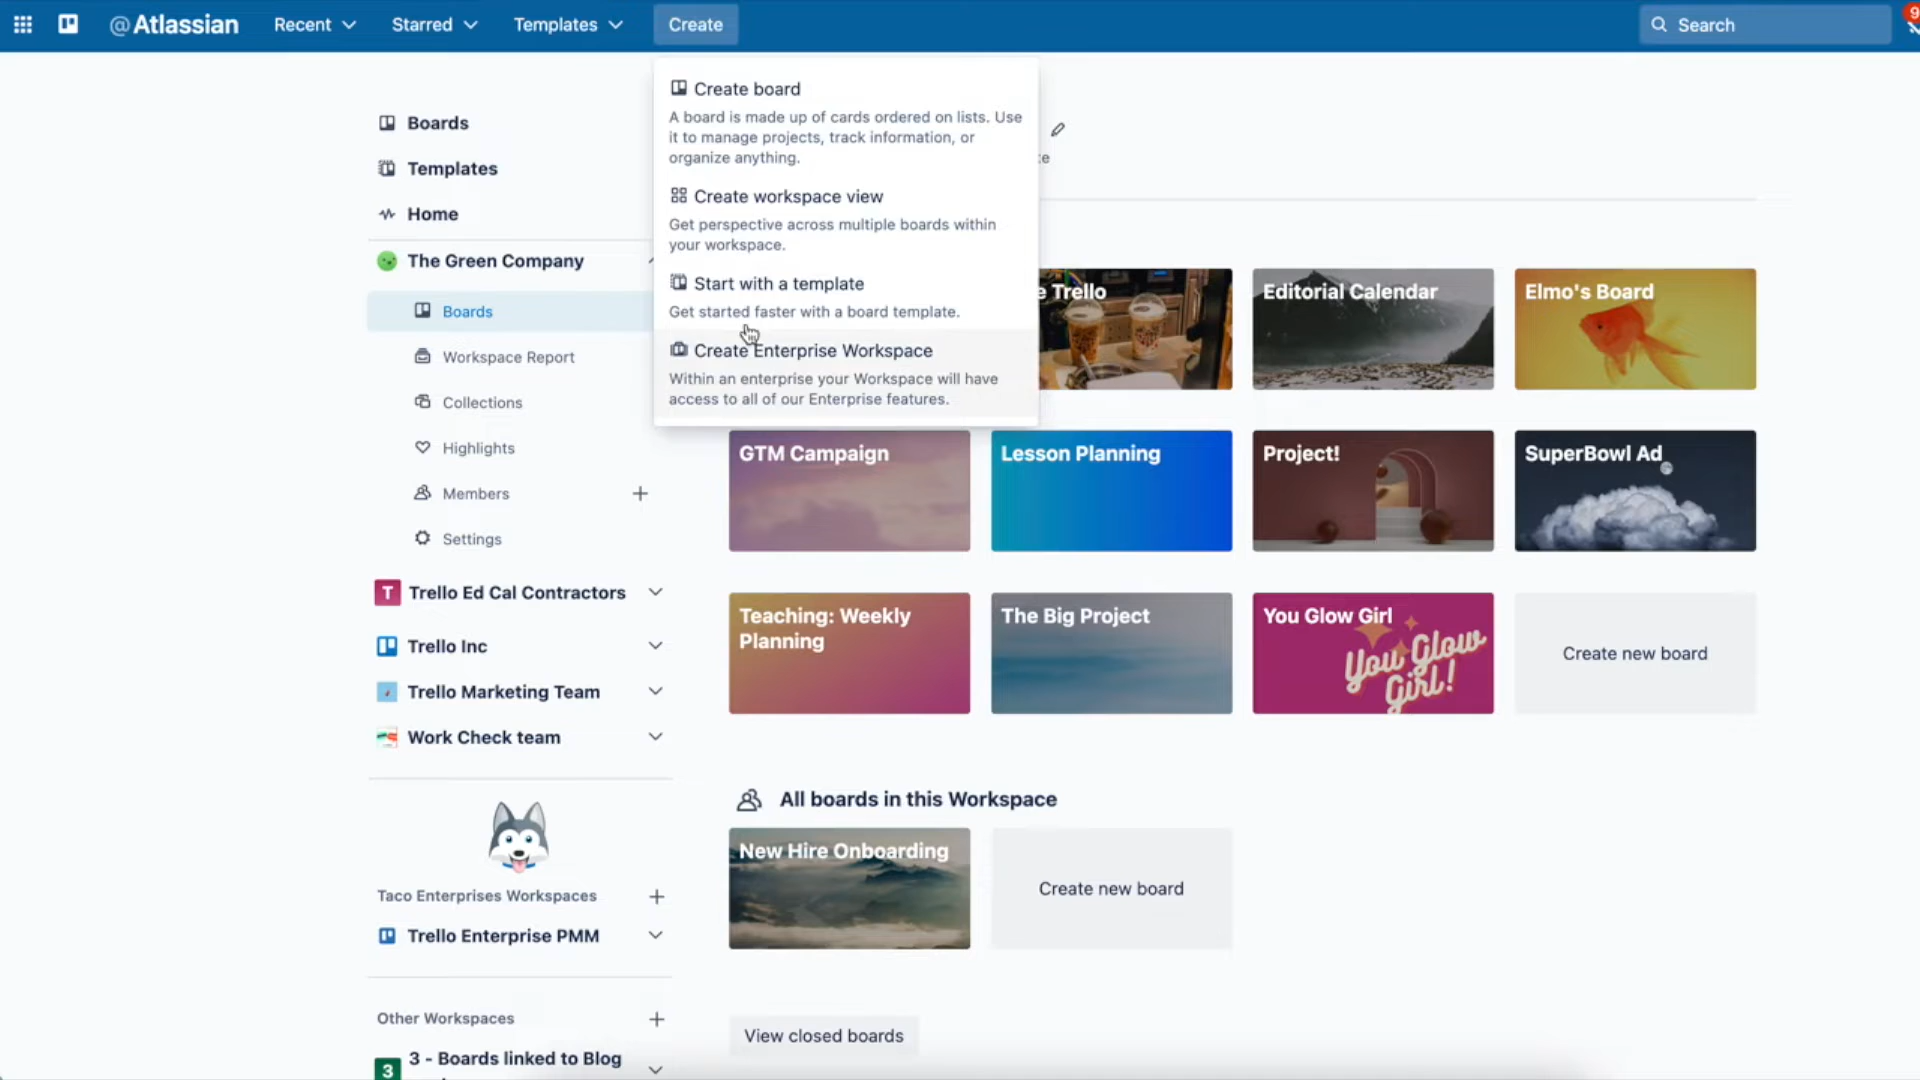 @Atlassian
Recent
Starred
Templates
Create
Search
9
Create board
A board is made up of cards ordered on lists. Use
it to manage projects, track information, or
organize anything.
Create workspace view
Get perspective across multiple boards within
your workspace.
Start with a template
Get started faster with a board template.
Create Enterprise Workspace
Within an enterprise your Workspace will have
access to all of our Enterprise features.
Boards
Templates
Home
The Green Company
Boards
Workspace Report
Collections
Highlights
Members
Settings
T Trello Ed Cal Contractors
Trello Inc
Trello Marketing Team
Work Check team
Taco Enterprises Workspaces
Trello Enterprise PMM
Other Workspaces
3 3 - Boards linked to Blog
Trello
Editorial Calendar
Elmo's Board
GTM Campaign
Lesson Planning
Project!
SuperBowl Ad
Teaching: Weekly
Planning
The Big Project
You Glow Girl
You Glow
Girl!
Create new board
All boards in this Workspace
New Hire Onboarding
Create new board
View closed boards